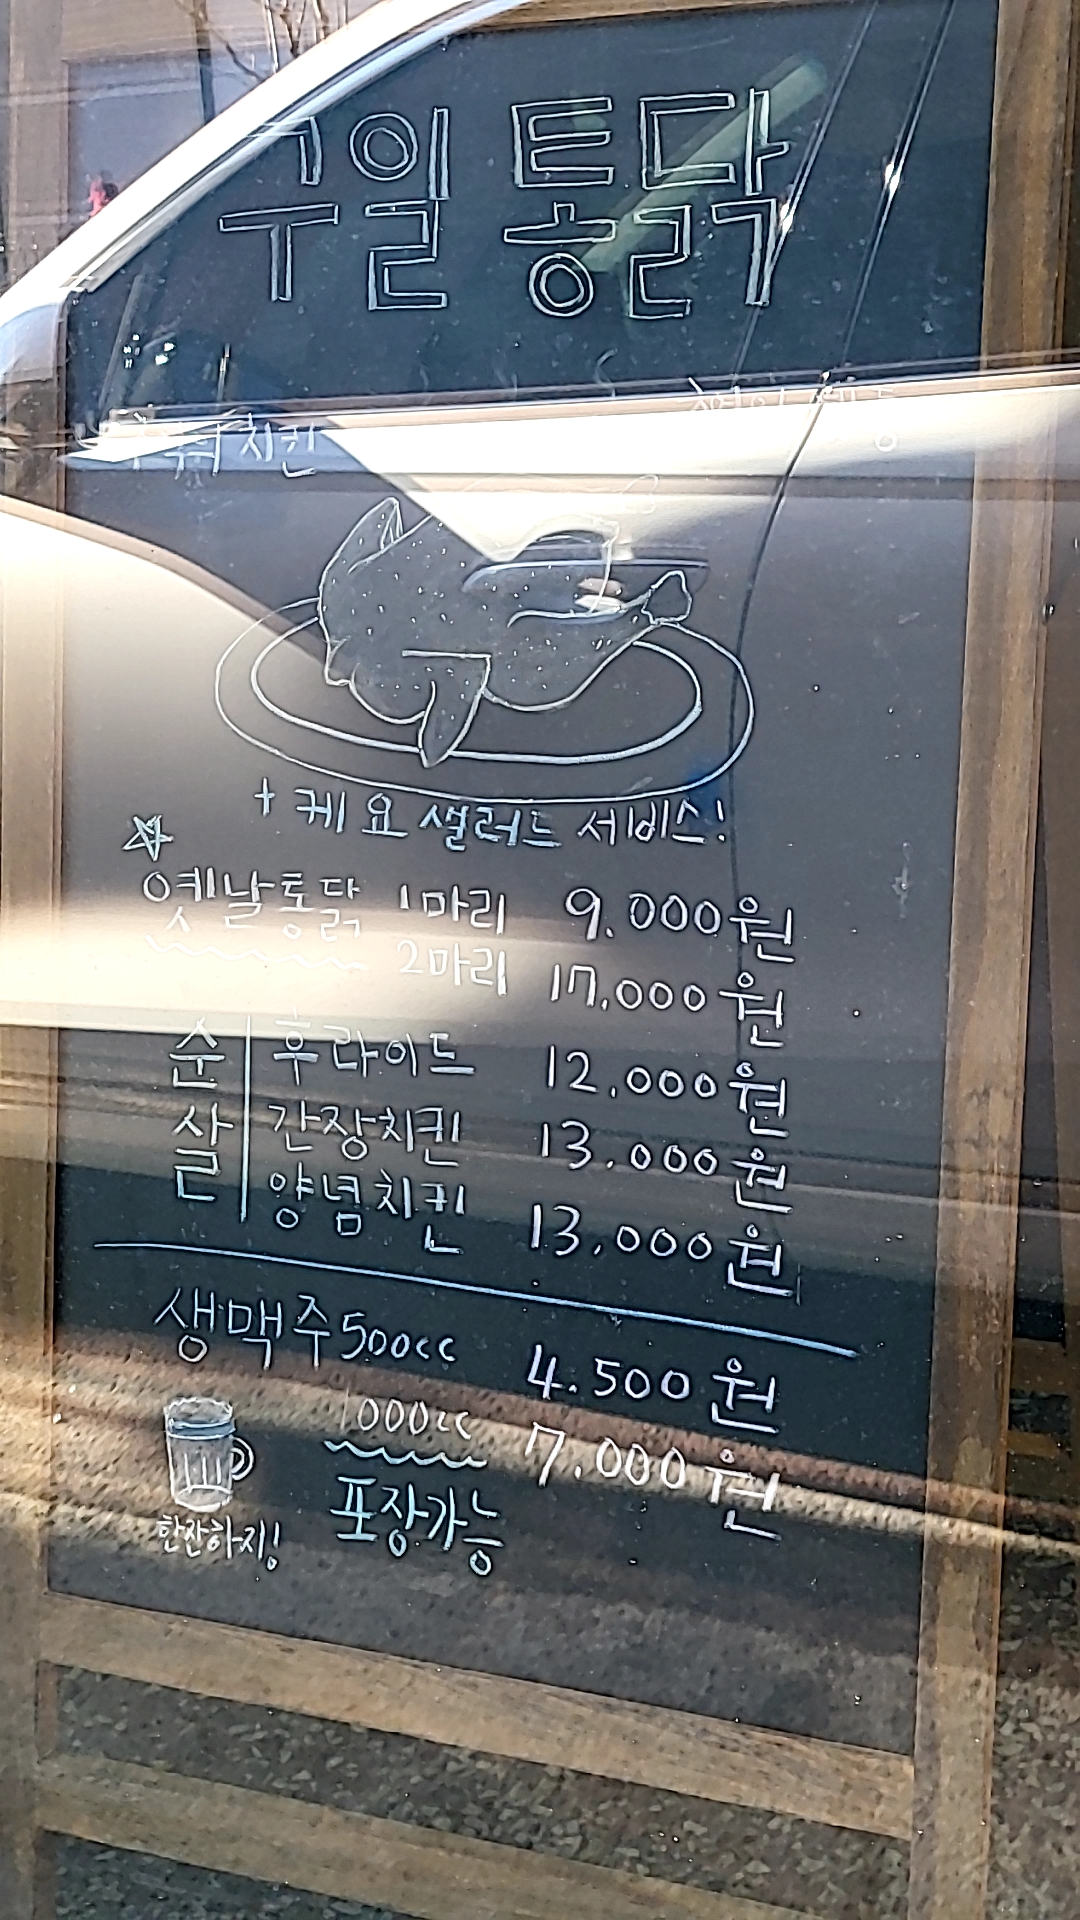 구일 통닭
치킨
+ 케요 샐러드 서비스!
옛날통닭 1마리 9.000원
2마리 17,000원
순살 후라이드 12,000원
간장치킨 13.000원
양념치킨 13,000원
생맥주 500cc 4.500원
1000cc 7.000원
포장가능
한잔하지!